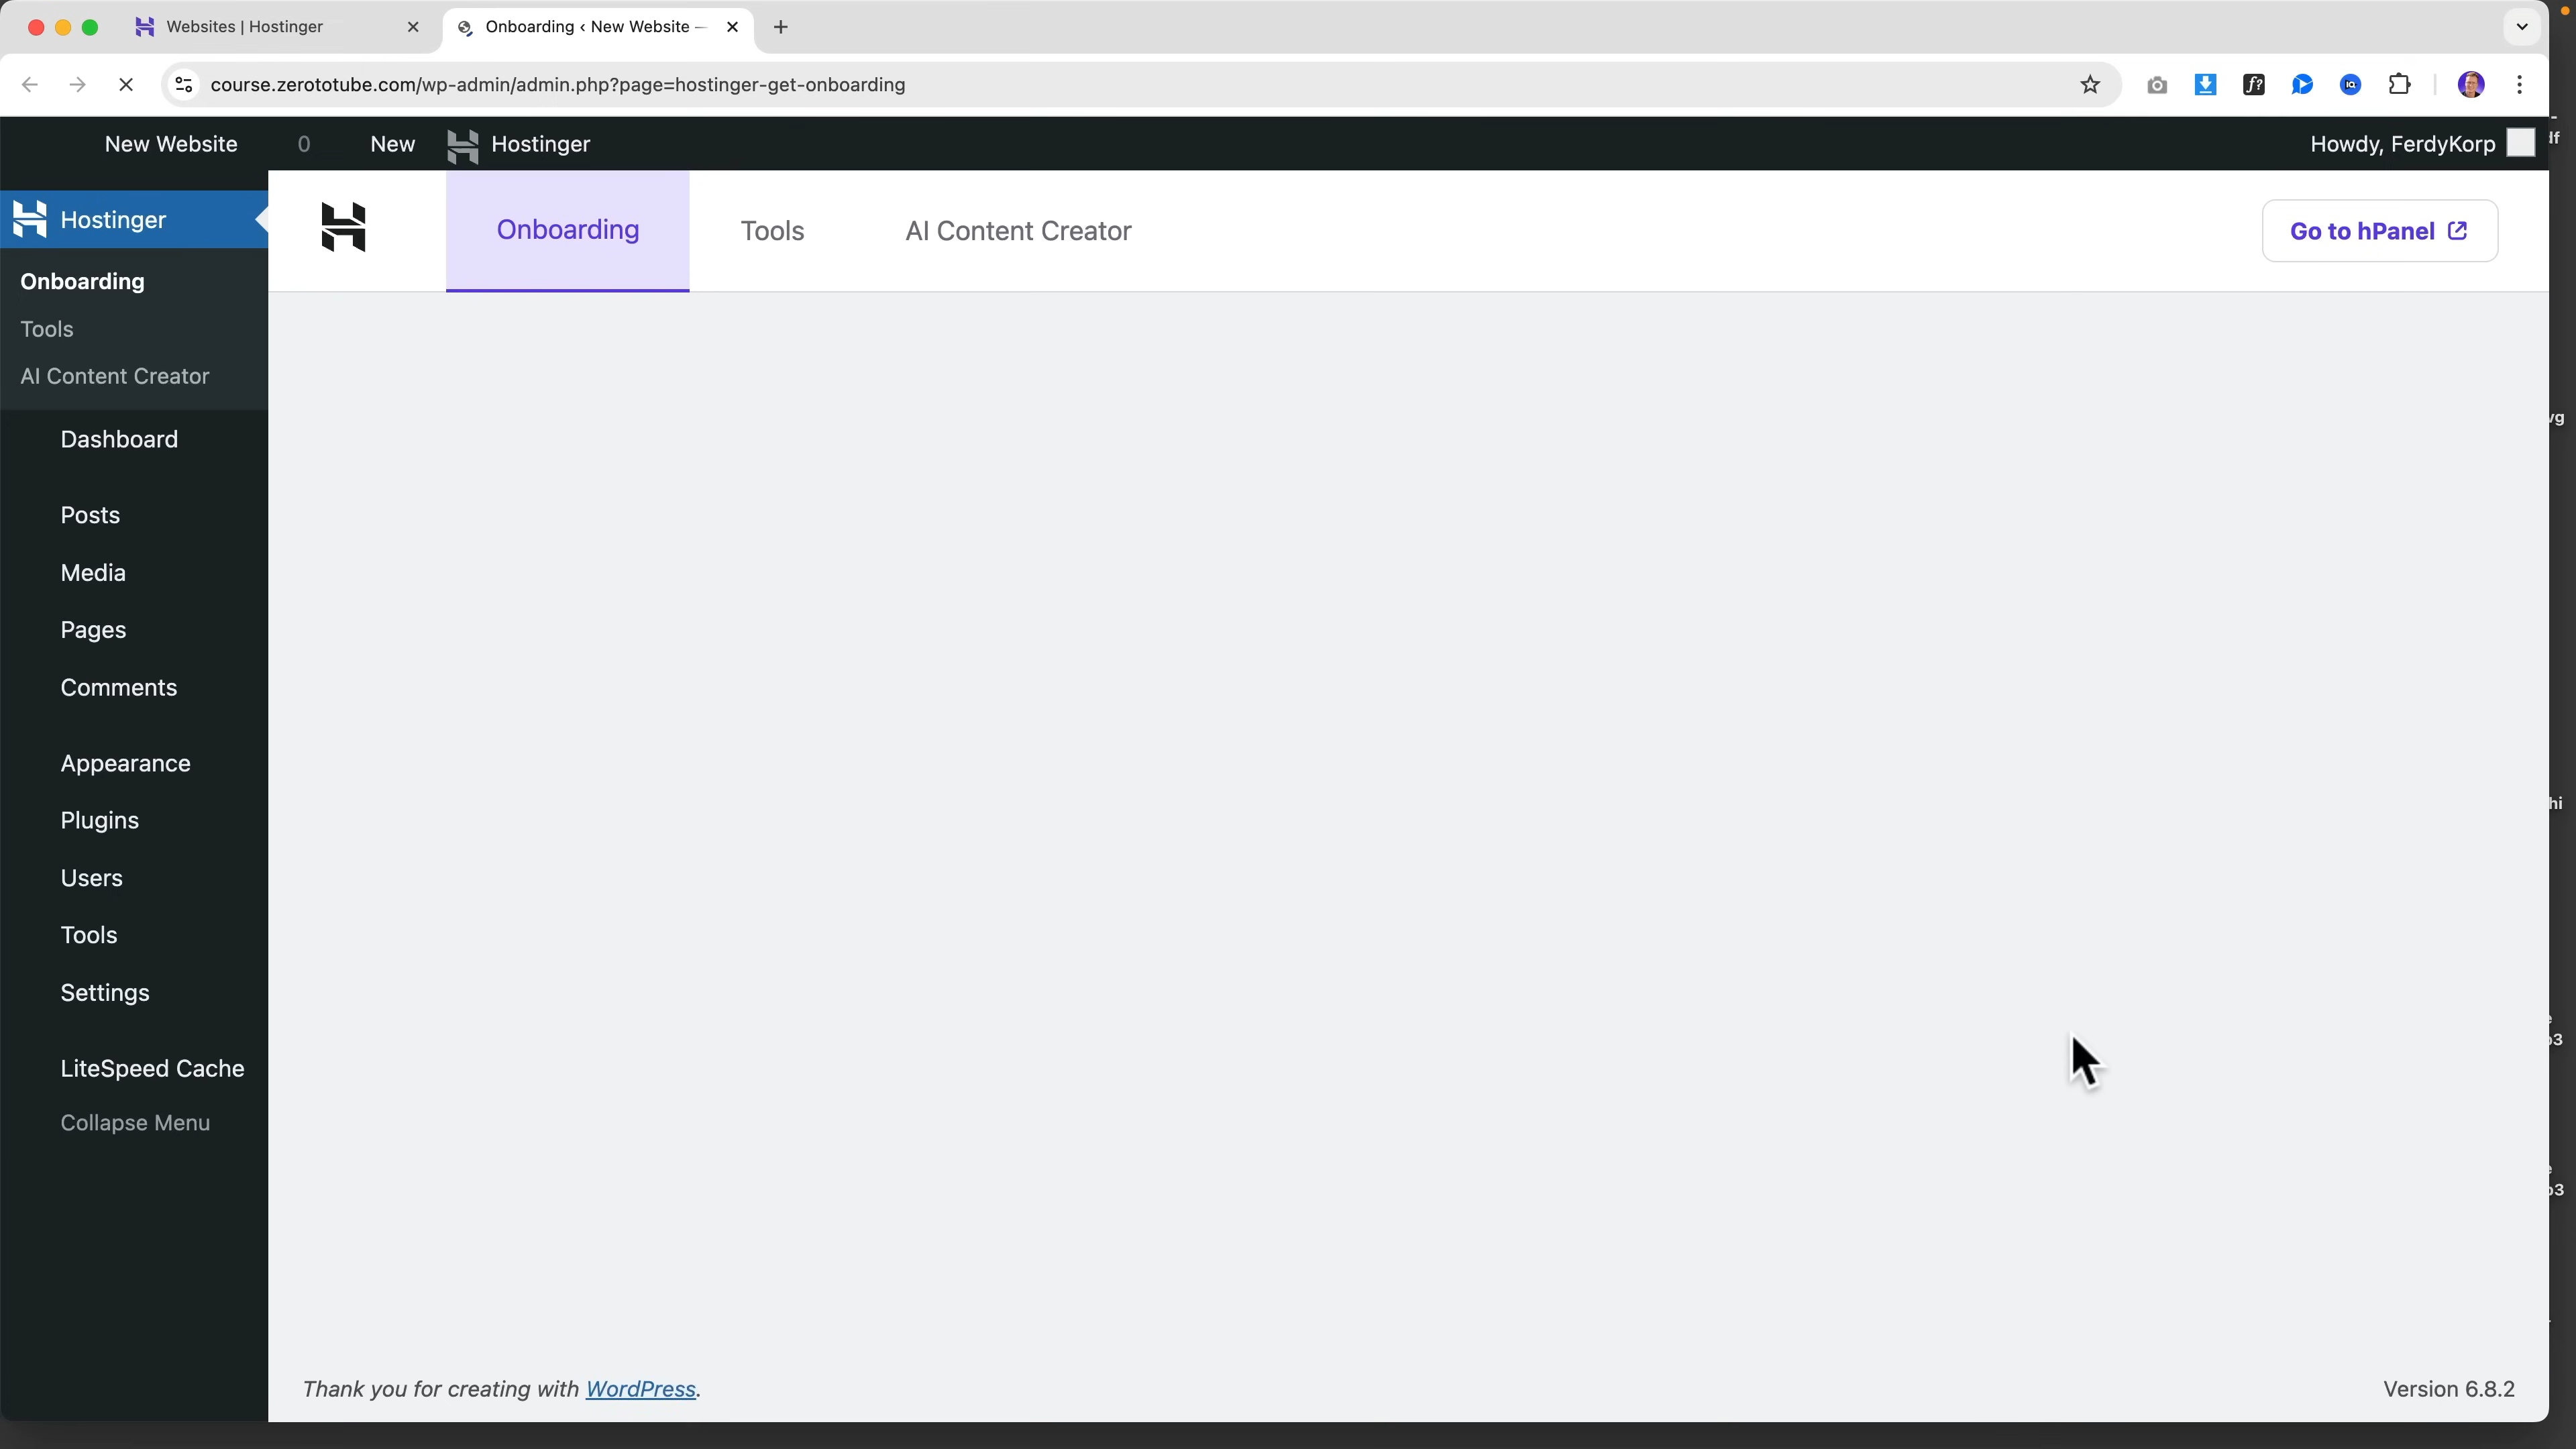 Websites | Hostinger
Onboarding ‹ New Website —
course.zerototube.com/wp-admin/admin.php?page=hostinger-get-onboarding
New Website 0 New Hostinger
Howdy, FerdyKorp
Hostinger
Onboarding
Tools
AI Content Creator
Dashboard
Posts
Media
Pages
Comments
Appearance
Plugins
Users
Tools
Settings
LiteSpeed Cache
Collapse Menu
Onboarding
Tools
AI Content Creator
Go to hPanel
Thank you for creating with WordPress.
Version 6.8.2